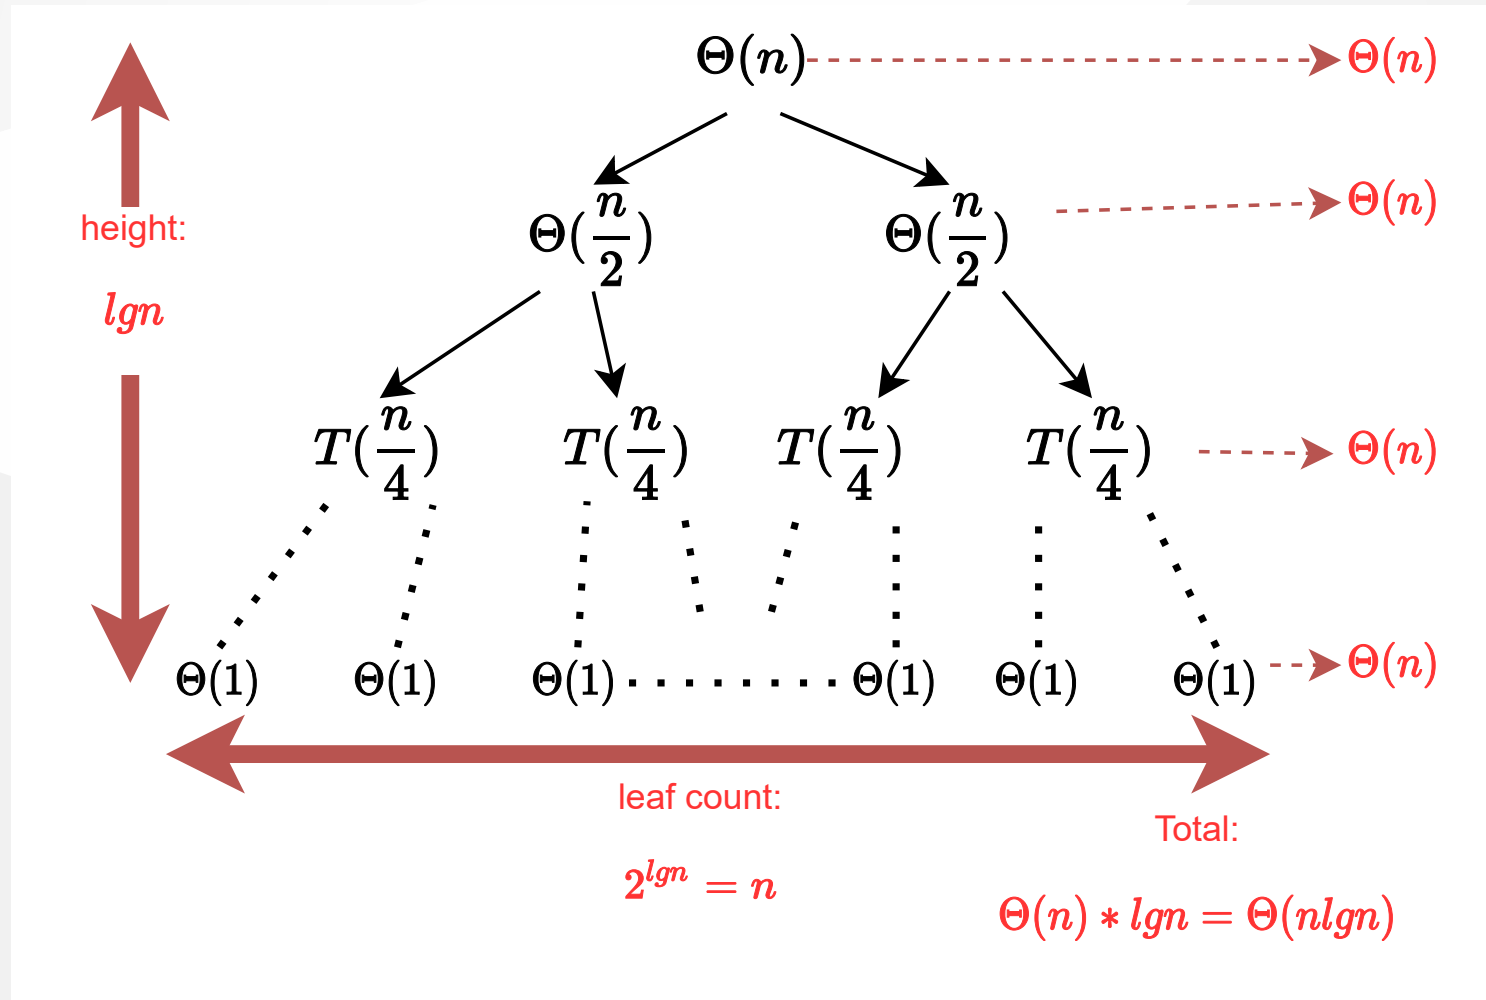 Θ(n) Θ(n)
Θ(n/2) Θ(n/2) Θ(n)
height:
lgn
T(n/4) T(n/4) T(n/4) T(n/4) Θ(n)
Θ(1) Θ(1) Θ(1) ........ Θ(1) Θ(1) Θ(1) Θ(n)
leaf count:
2^{lgn} = n
Total:
Θ(n) * lgn = Θ(nlgn)